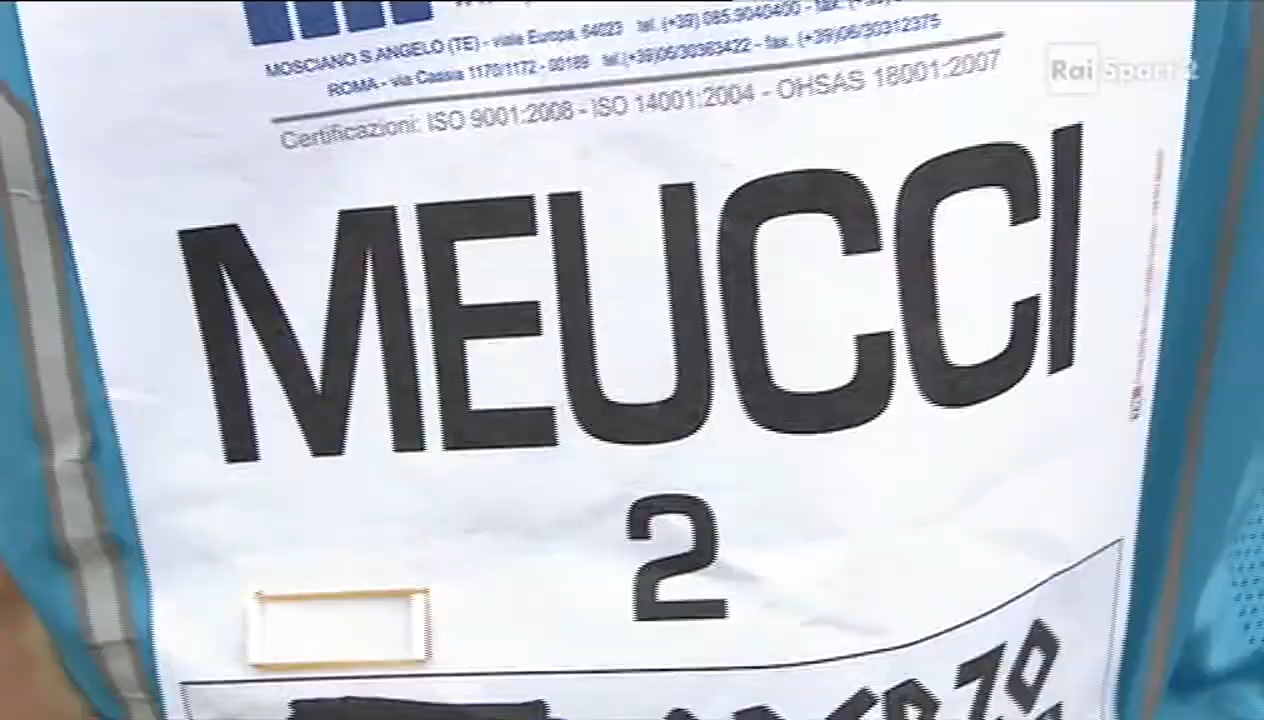 MOSCIANO S.ANGELO (TE) - viale Europa, 64023 tel. (+39) 085.9040400 - fax.
ROMA - via Cassia 1170/1172 - 00189 tel.(+39)06/30363422 - fax. (+39)06/30312375
Certificazioni: ISO 9001:2008 - ISO 14001:2004 - OHSAS 18001:2007
Rai Sport 2
MEUCCI
2